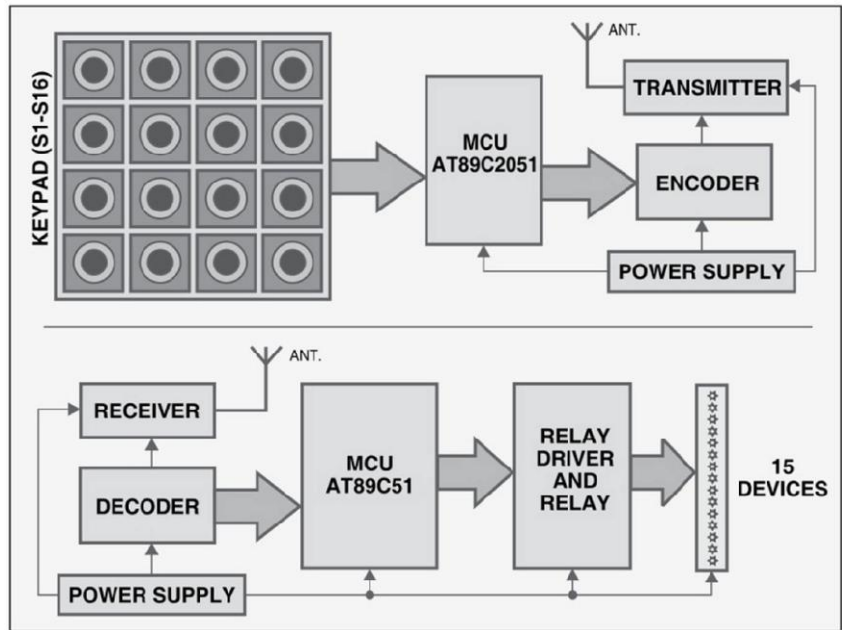 KEYPAD (S1-S16)
ANT.
MCU
AT89C2051
TRANSMITTER
ENCODER
POWER SUPPLY
ANT.
RECEIVER
DECODER
POWER SUPPLY
MCU
AT89C51
RELAY
DRIVER
AND
RELAY
15
DEVICES